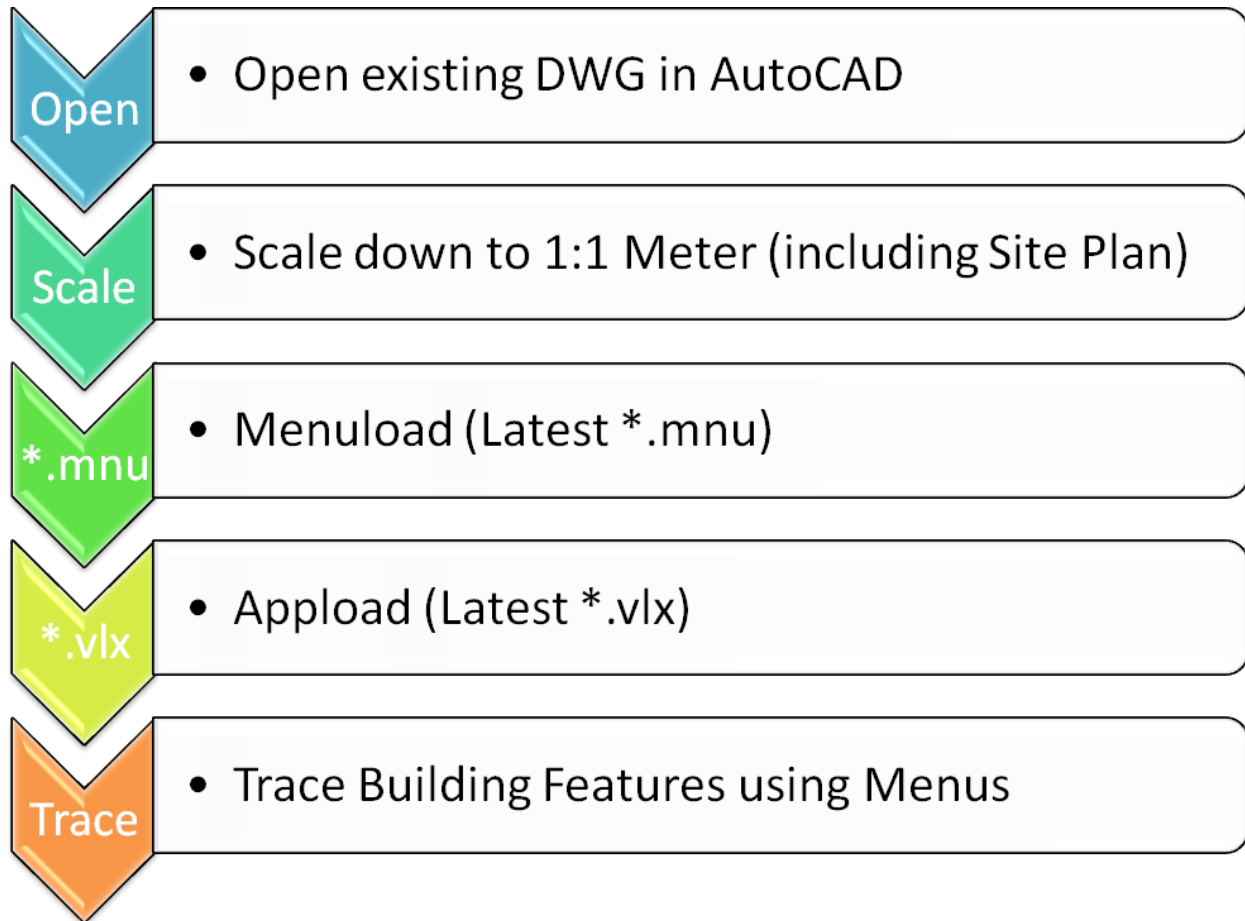 Open
• Open existing DWG in AutoCAD
Scale
• Scale down to 1:1 Meter (including Site Plan)
*.mnu
• Menuload (Latest *.mnu)
*.vlx
• Appload (Latest *.vlx)
Trace
• Trace Building Features using Menus